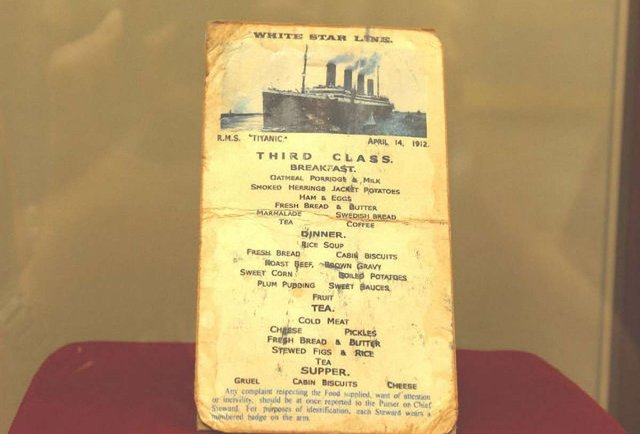 WHITE STAR LINE.
R.M.S. "TITANIC." APRIL 14, 1912.
THIRD CLASS.
BREAKFAST.
OATMEAL PORRIDGE & MILK
SMOKED HERRINGS JACKET POTATOES
HAM & EGGS
FRESH BREAD & BUTTER
MARMALADE SWEDISH BREAD
TEA COFFEE
DINNER.
RICE SOUP
FRESH BREAD CABIN BISCUITS
ROAST BEEF, BROWN GRAVY
SWEET CORN BOILED POTATOES
PLUM PUDDING SWEET SAUCES
FRUIT
TEA.
COLD MEAT
CHEESE PICKLES
FRESH BREAD & BUTTER
STEWED FIGS & RICE
TEA
SUPPER.
GRUEL CABIN BISCUITS CHEESE
Any complaint respecting the Food supplied, want of attention
or incivility, should be at once reported to the Purser or Chief
Steward. For purposes of identification, each Steward wears a
numbered badge on the arm.